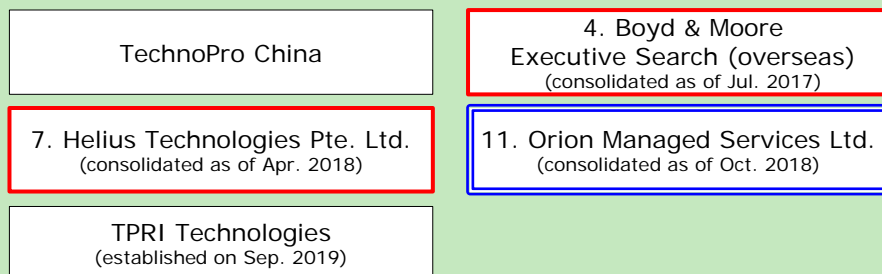 TechnoPro China
4. Boyd & Moore
Executive Search (overseas)
(consolidated as of Jul. 2017)
7. Helius Technologies Pte. Ltd.
(consolidated as of Apr. 2018)
11. Orion Managed Services Ltd.
(consolidated as of Oct. 2018)
TPRI Technologies
(established on Sep. 2019)